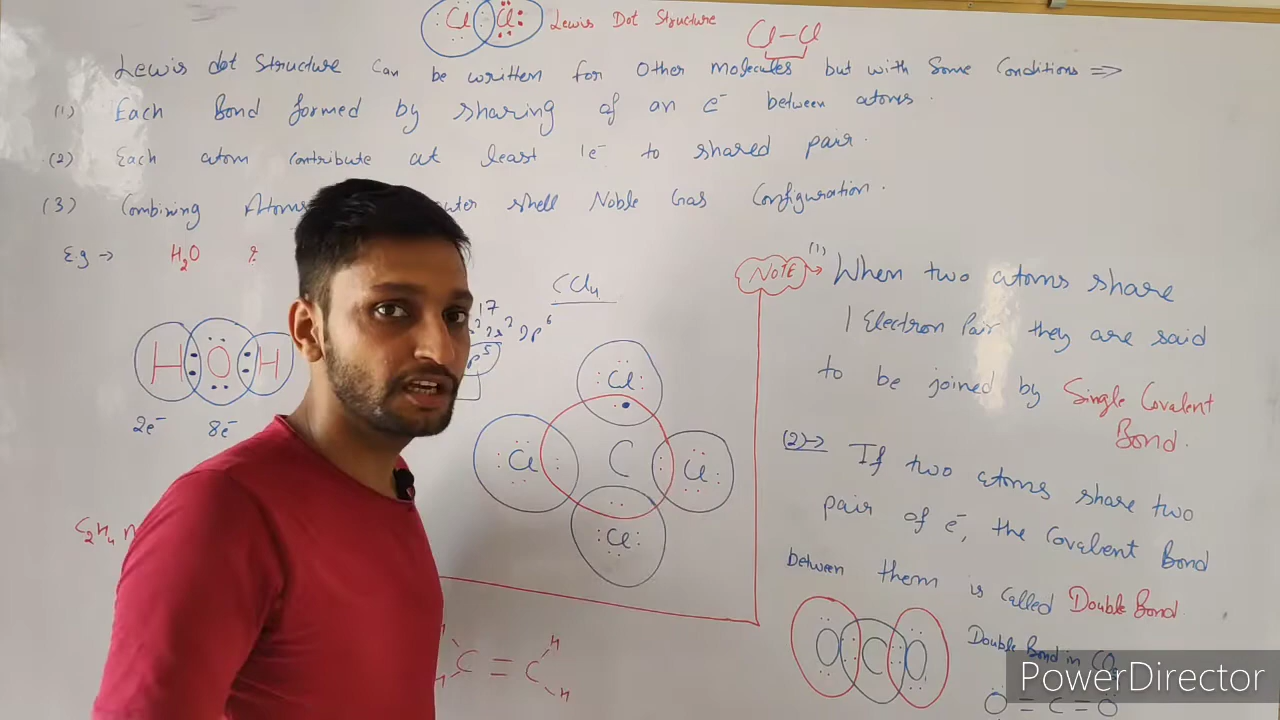 Cl Cl Lewis Dot Structure Cl-Cl
Lewis dot Structure Can be written for Other molecules but with Some Conditions =>
(1) Each Bond formed by sharing of an e⁻ between atoms.
(2) Each atom contribute at least 1e⁻ to shared pair.
(3) Combining Atoms shell Noble Gas Configuration.
E.g → H₂O
H O H
2e⁻ 8e⁻
17
2p⁶
p⁵
CCl₄
Cl
Cl C Cl
Cl
C₂H₄
H
C = C
H H
NOTE → (1) When two atoms share
1 Electron Pair they are said
to be joined by Single Covalent
Bond.
(2)→ If two atoms share two
pair of e⁻, the Covalent Bond
between them is called Double Bond.
O C O
Double Bond in CO₂
O = C = O
PowerDirector